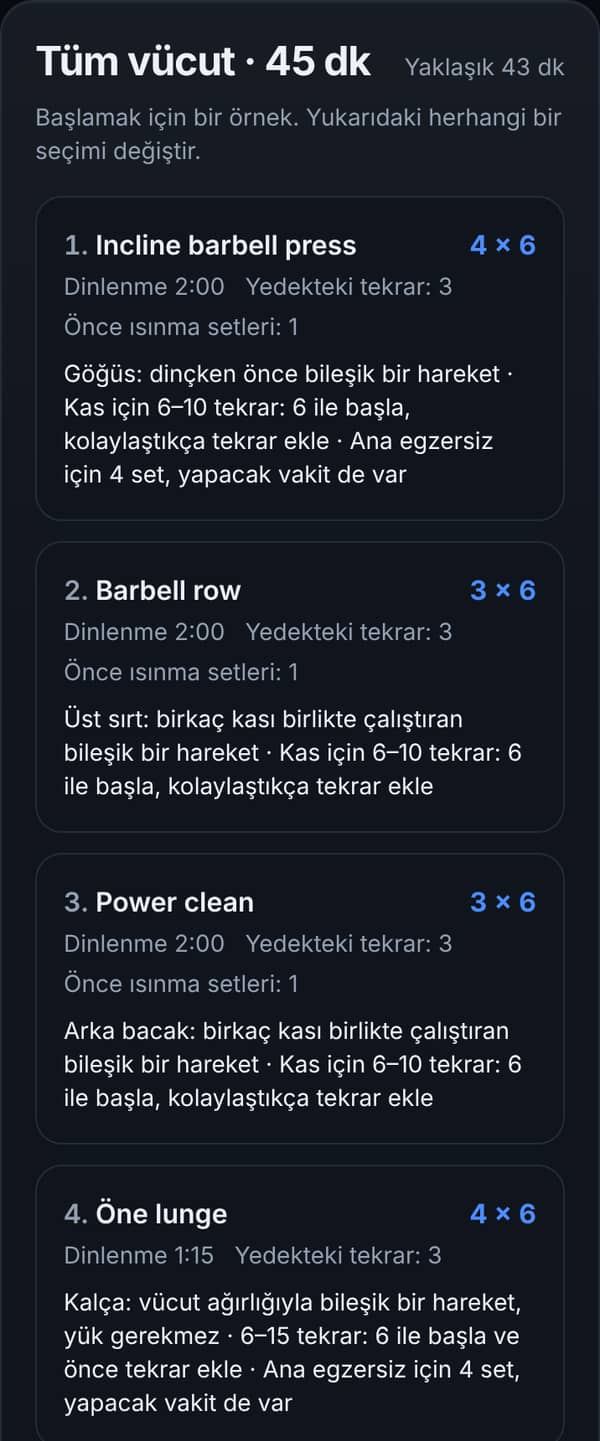 Tüm vücut · 45 dk
Yaklaşık 43 dk
Başlamak için bir örnek. Yukarıdaki herhangi bir
seçimi değiştir.
1. Incline barbell press
4 × 6
Dinlenme 2:00 Yedekteki tekrar: 3
Önce ısınma setleri: 1
Göğüs: dinçken önce bileşik bir hareket ·
Kas için 6–10 tekrar: 6 ile başla,
kolaylaştıkça tekrar ekle · Ana egzersiz
için 4 set, yapacak vakit de var
2. Barbell row
3 × 6
Dinlenme 2:00 Yedekteki tekrar: 3
Önce ısınma setleri: 1
Üst sırt: birkaç kası birlikte çalıştıran
bileşik bir hareket · Kas için 6–10 tekrar: 6
ile başla, kolaylaştıkça tekrar ekle
3. Power clean
3 × 6
Dinlenme 2:00 Yedekteki tekrar: 3
Önce ısınma setleri: 1
Arka bacak: birkaç kası birlikte çalıştıran
bileşik bir hareket · Kas için 6–10 tekrar: 6
ile başla, kolaylaştıkça tekrar ekle
4. Öne lunge
4 × 6
Dinlenme 1:15 Yedekteki tekrar: 3
Kalça: vücut ağırlığıyla bileşik bir hareket,
yük gerekmez · 6–15 tekrar: 6 ile başla ve
önce tekrar ekle · Ana egzersiz için 4 set,
yapacak vakit de var